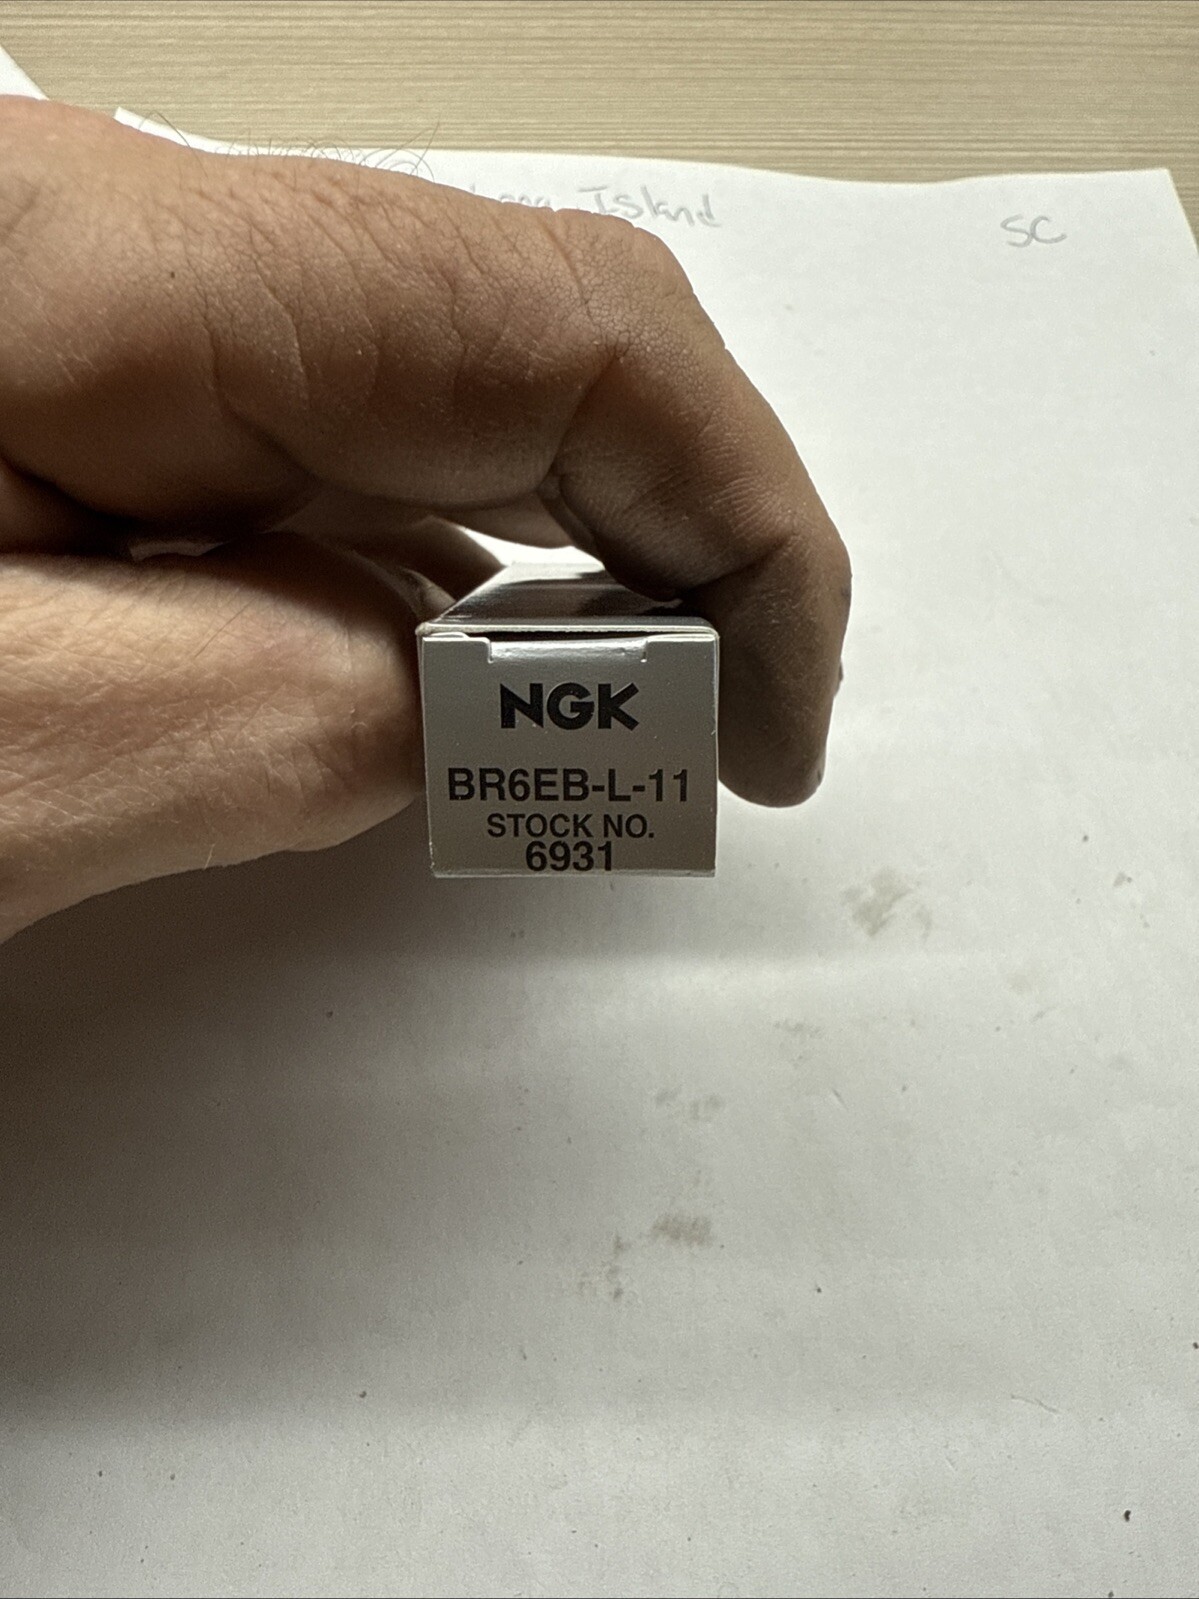 Island
SC
NGK
BR6EB-L-11
STOCK NO.
6931